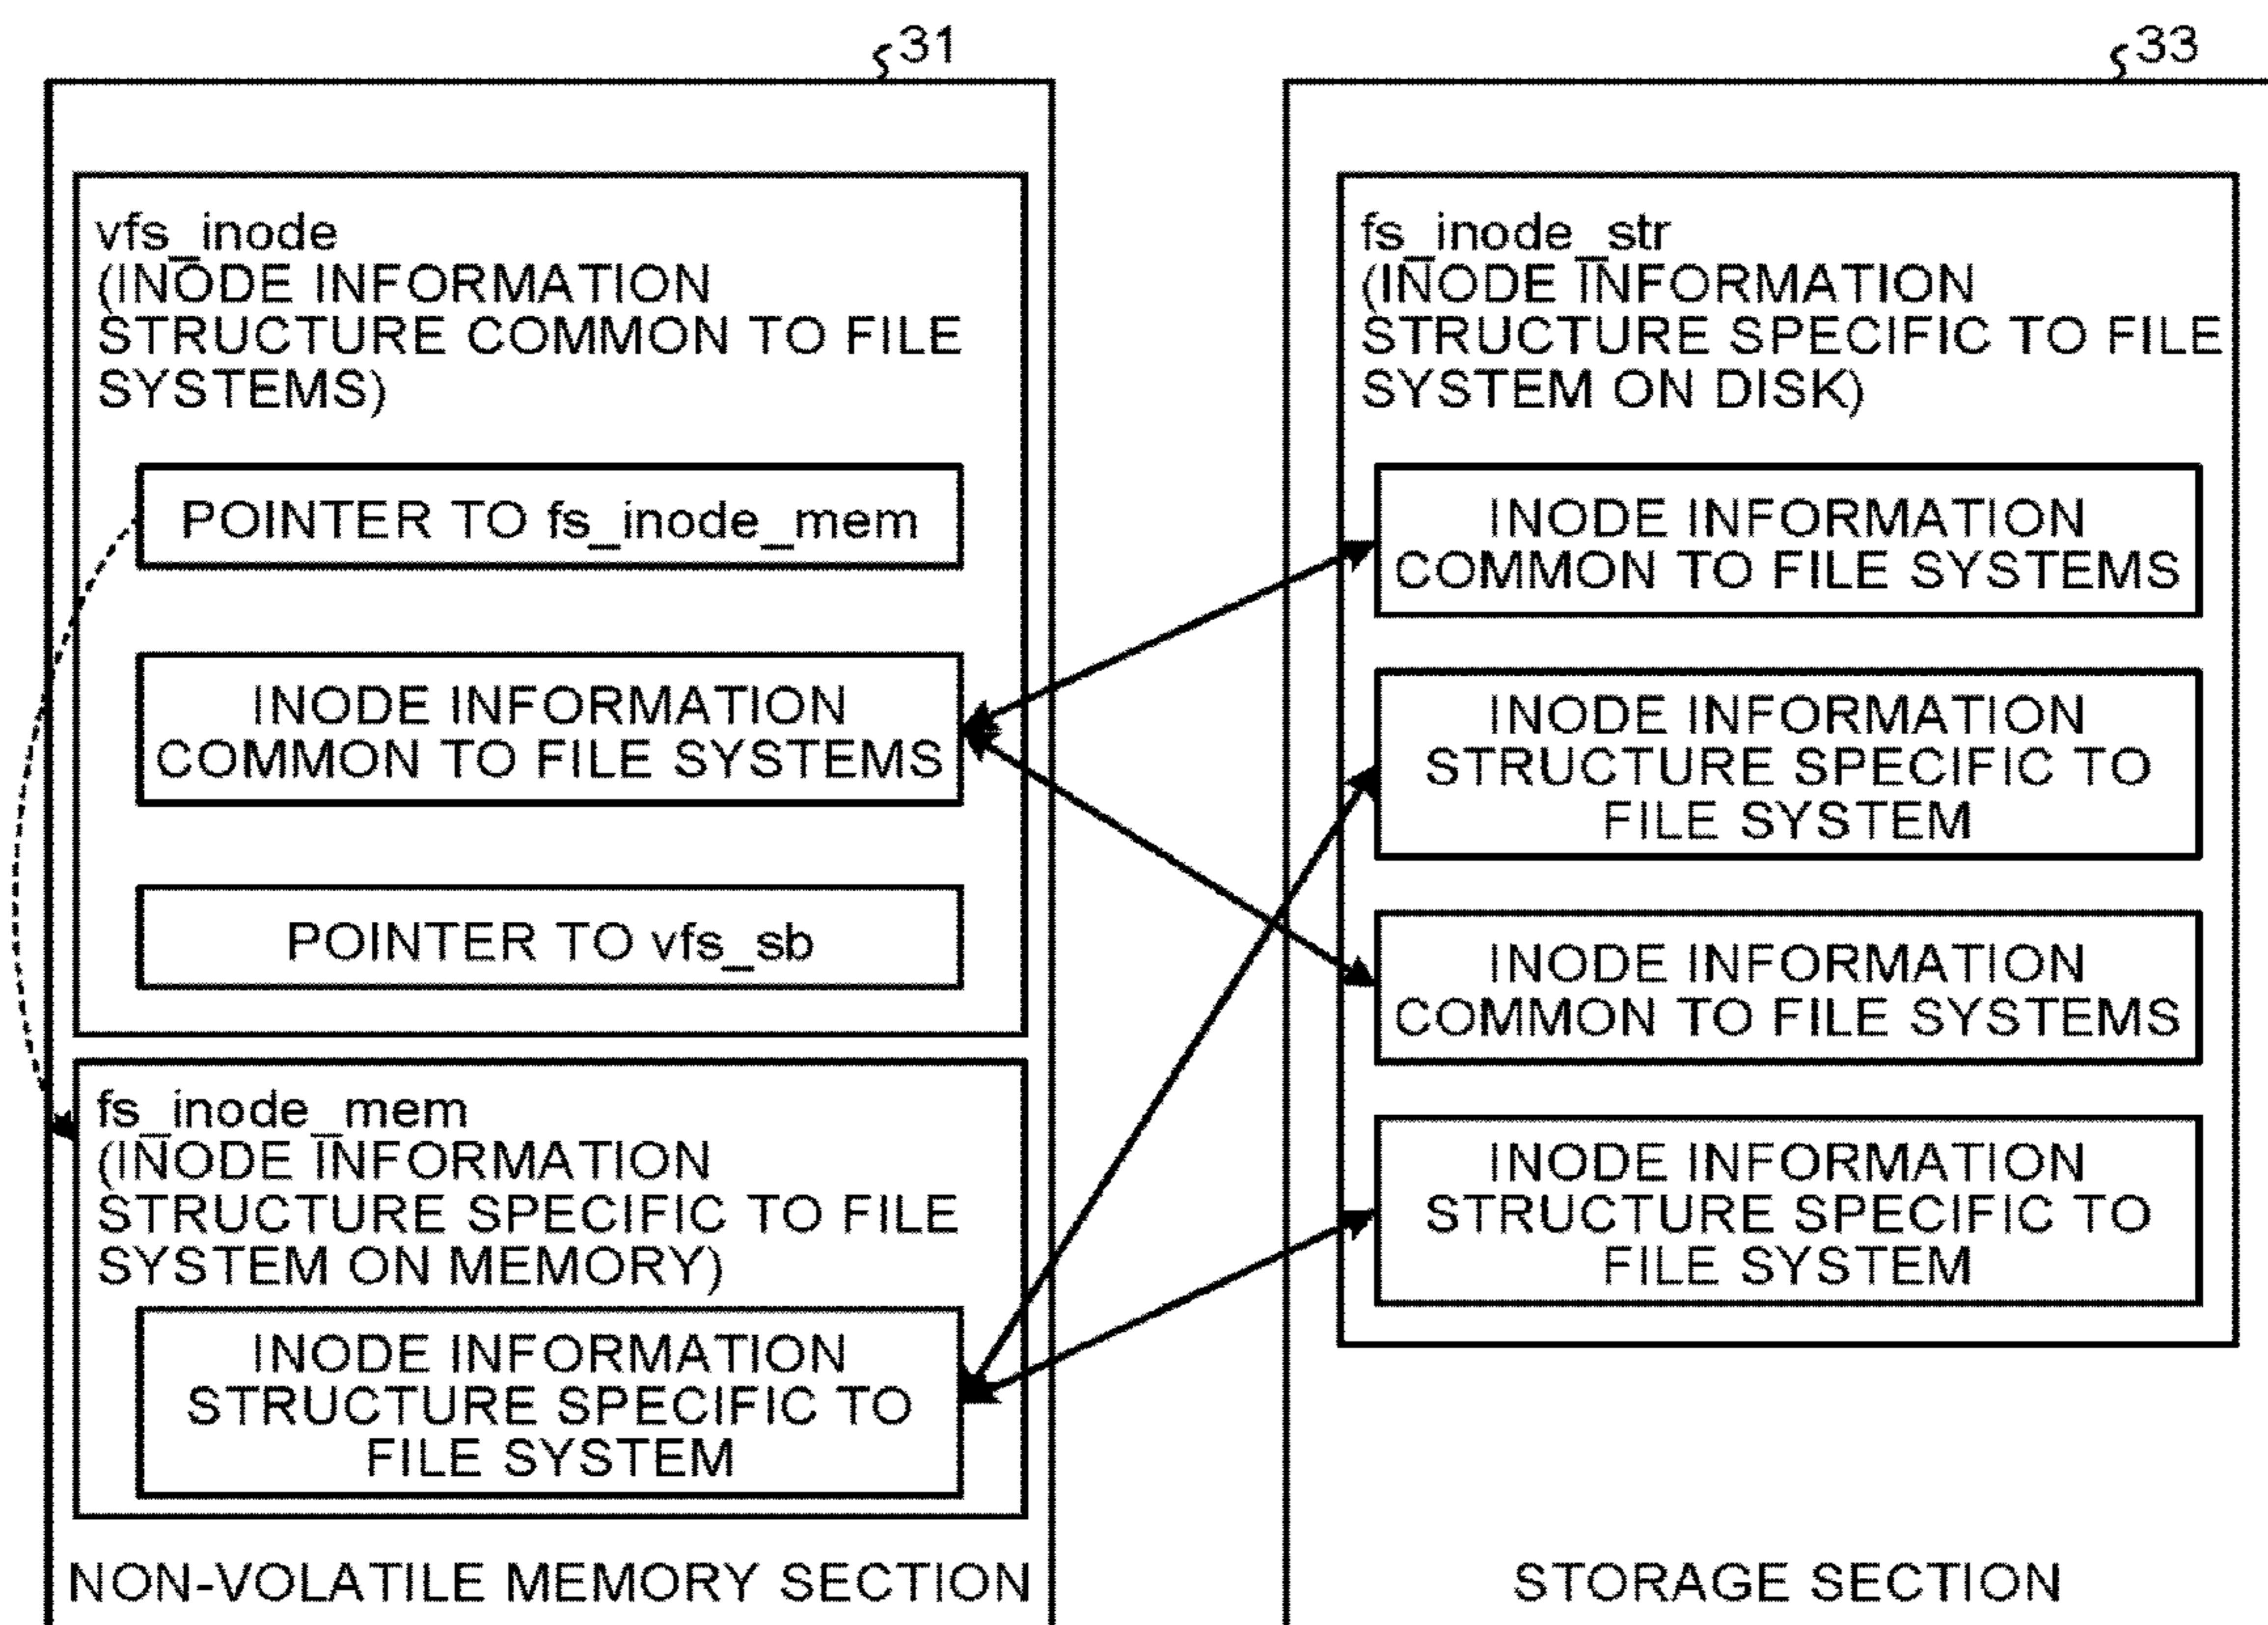 31
vfs_inode
(INODE INFORMATION
STRUCTURE COMMON TO FILE
SYSTEMS)
POINTER TO fs_inode_mem
INODE INFORMATION
COMMON TO FILE SYSTEMS
POINTER TO vfs_sb
fs_inode_mem
(INODE INFORMATION
STRUCTURE SPECIFIC TO FILE
SYSTEM ON MEMORY)
INODE INFORMATION
STRUCTURE SPECIFIC TO
FILE SYSTEM
NON-VOLATILE MEMORY SECTION
33
fs_inode_str
(INODE INFORMATION
STRUCTURE SPECIFIC TO FILE
SYSTEM ON DISK)
INODE INFORMATION
COMMON TO FILE SYSTEMS
INODE INFORMATION
STRUCTURE SPECIFIC TO
FILE SYSTEM
INODE INFORMATION
COMMON TO FILE SYSTEMS
INODE INFORMATION
STRUCTURE SPECIFIC TO
FILE SYSTEM
STORAGE SECTION